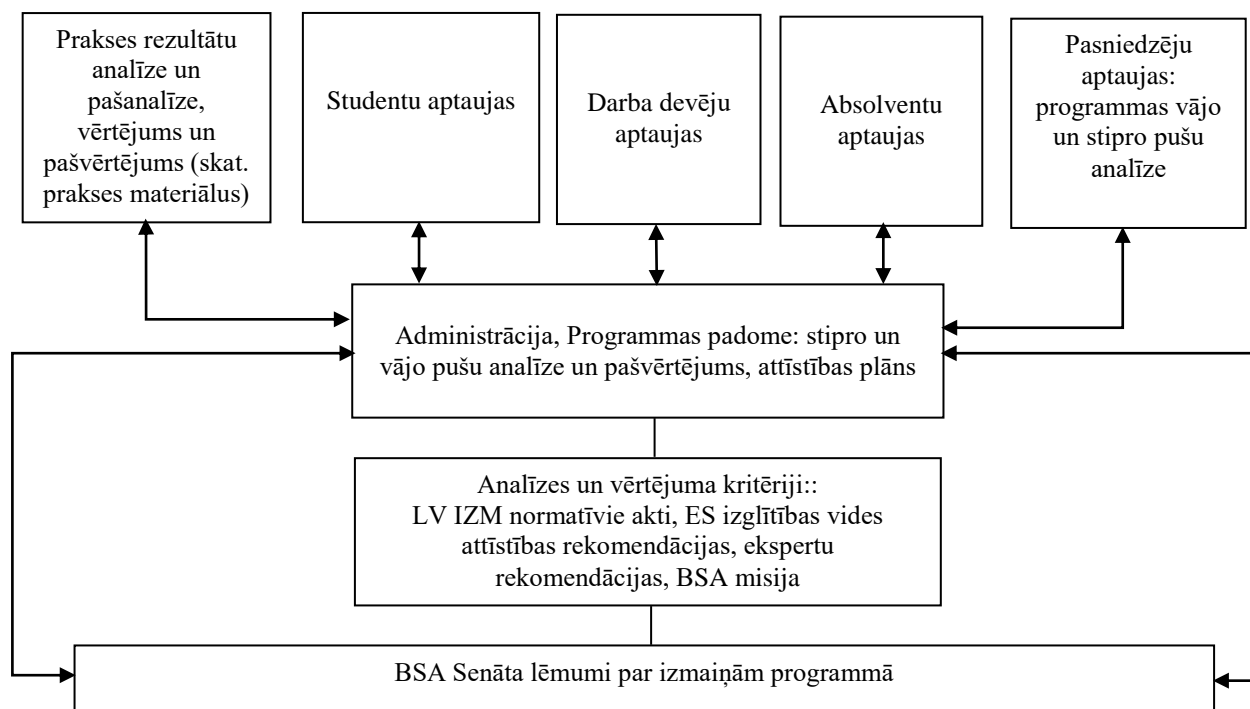 Prakses rezultātu
analīze un
pašanalīze,
vērtējums un
pašvērtējums (skat.
prakses materiālus)
Studentu aptaujas
Darba devēju
aptaujas
Absolventu
aptaujas
Pasniedzēju
aptaujas:
programmas vājo
un stipro pušu
analīze
Administrācija, Programmas padome: stipro un
vājo pušu analīze un pašvērtējums, attīstības plāns
Analīzes un vērtējuma kritēriji::
LV IZM normatīvie akti, ES izglītības vides
attīstības rekomendācijas, ekspertu
rekomendācijas, BSA misija
BSA Senāta lēmumi par izmaiņām programmā